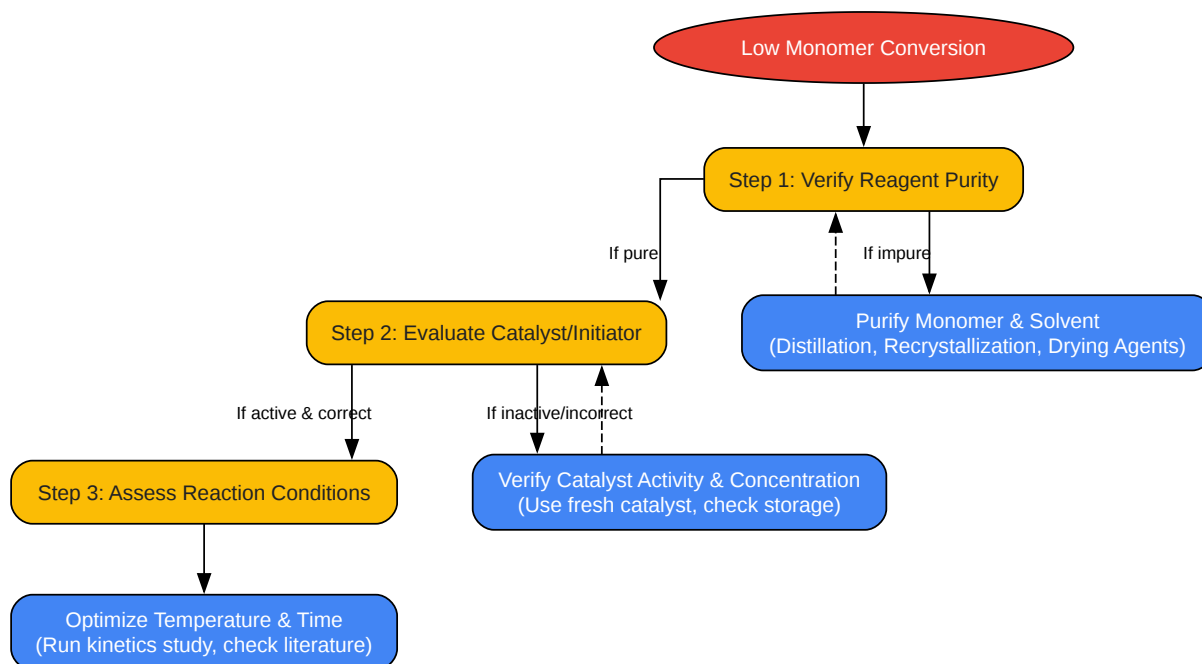 Low Monomer Conversion
Step 1: Verify Reagent Purity
If pure
If impure
Purify Monomer & Solvent
(Distillation, Recrystallization, Drying Agents)
Step 2: Evaluate Catalyst/Initiator
If active & correct
If inactive/incorrect
Verify Catalyst Activity & Concentration
(Use fresh catalyst, check storage)
Step 3: Assess Reaction Conditions
Optimize Temperature & Time
(Run kinetics study, check literature)